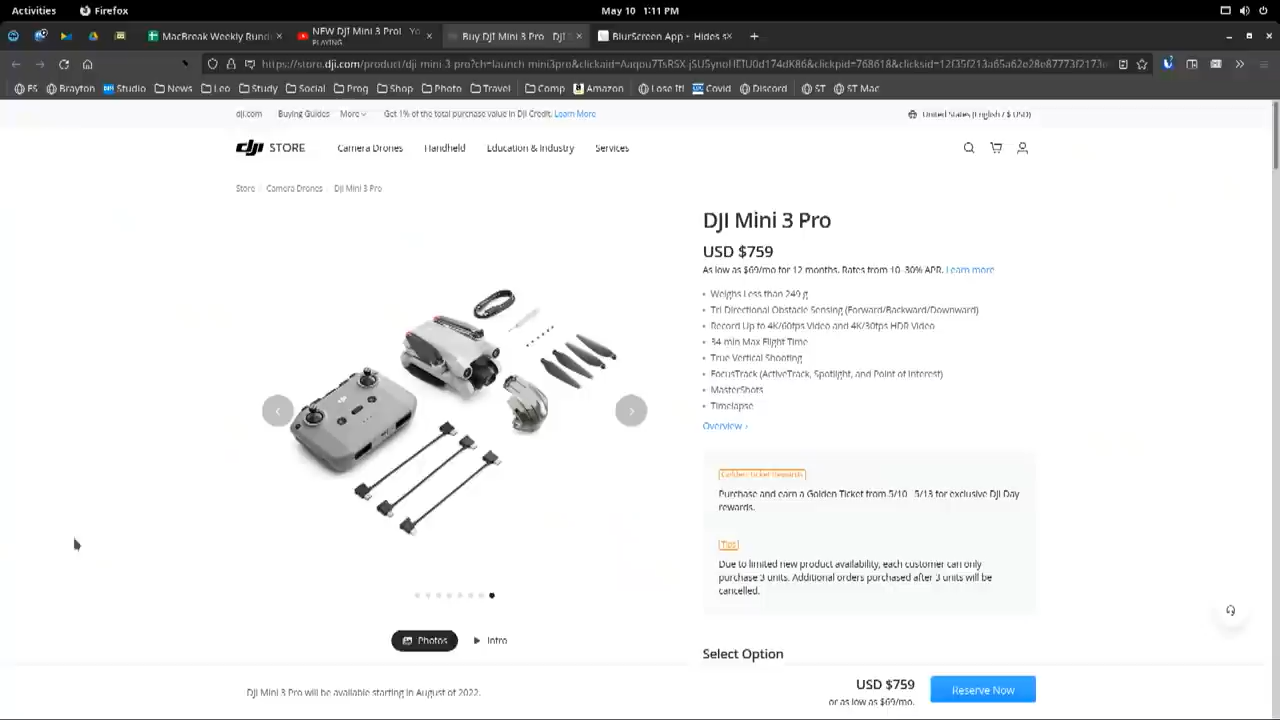 Activities
Firefox
May 10 1:11 PM
MacBreak Weekly Rund
NEW DJI Mini 3 Pro! - Yo
PLAYING
Buy DJI Mini 3 Pro - DJI S
BlurScreen App - Hides s
FS
Brayton
Studio
News
Leo
Study
Social
Prog
Shop
Photo
Travel
Comp
Amazon
Lose It!
Covid
Discord
ST
ST Mac
dji.com
Buying Guides
More
Get 1% of the total purchase value in DJI Credit. Learn More
United States (English / $ USD)
dji STORE
Camera Drones
Handheld
Education & Industry
Services
Store / Camera Drones / DJI Mini 3 Pro
DJI Mini 3 Pro
USD $759
As low as $69/mo for 12 months. Rates from 10-30% APR. Learn more
Weighs Less than 249 g
Tri-Directional Obstacle Sensing (Forward/Backward/Downward)
Record Up to 4K/60fps Video and 4K/30fps HDR Video
34-min Max Flight Time
True Vertical Shooting
FocusTrack (ActiveTrack, Spotlight, and Point of Interest)
MasterShots
Timelapse
Overview ›
Golden Ticket Rewards
Purchase and earn a Golden Ticket from 5/10 - 5/13 for exclusive DJI Day
rewards.
Tips
Due to limited new product availability, each customer can only
purchase 3 units. Additional orders purchased after 3 units will be
cancelled.
Photos
Intro
Select Option
DJI Mini 3 Pro will be available starting in August of 2022.
USD $759
or as low as $69/mo.
Reserve Now